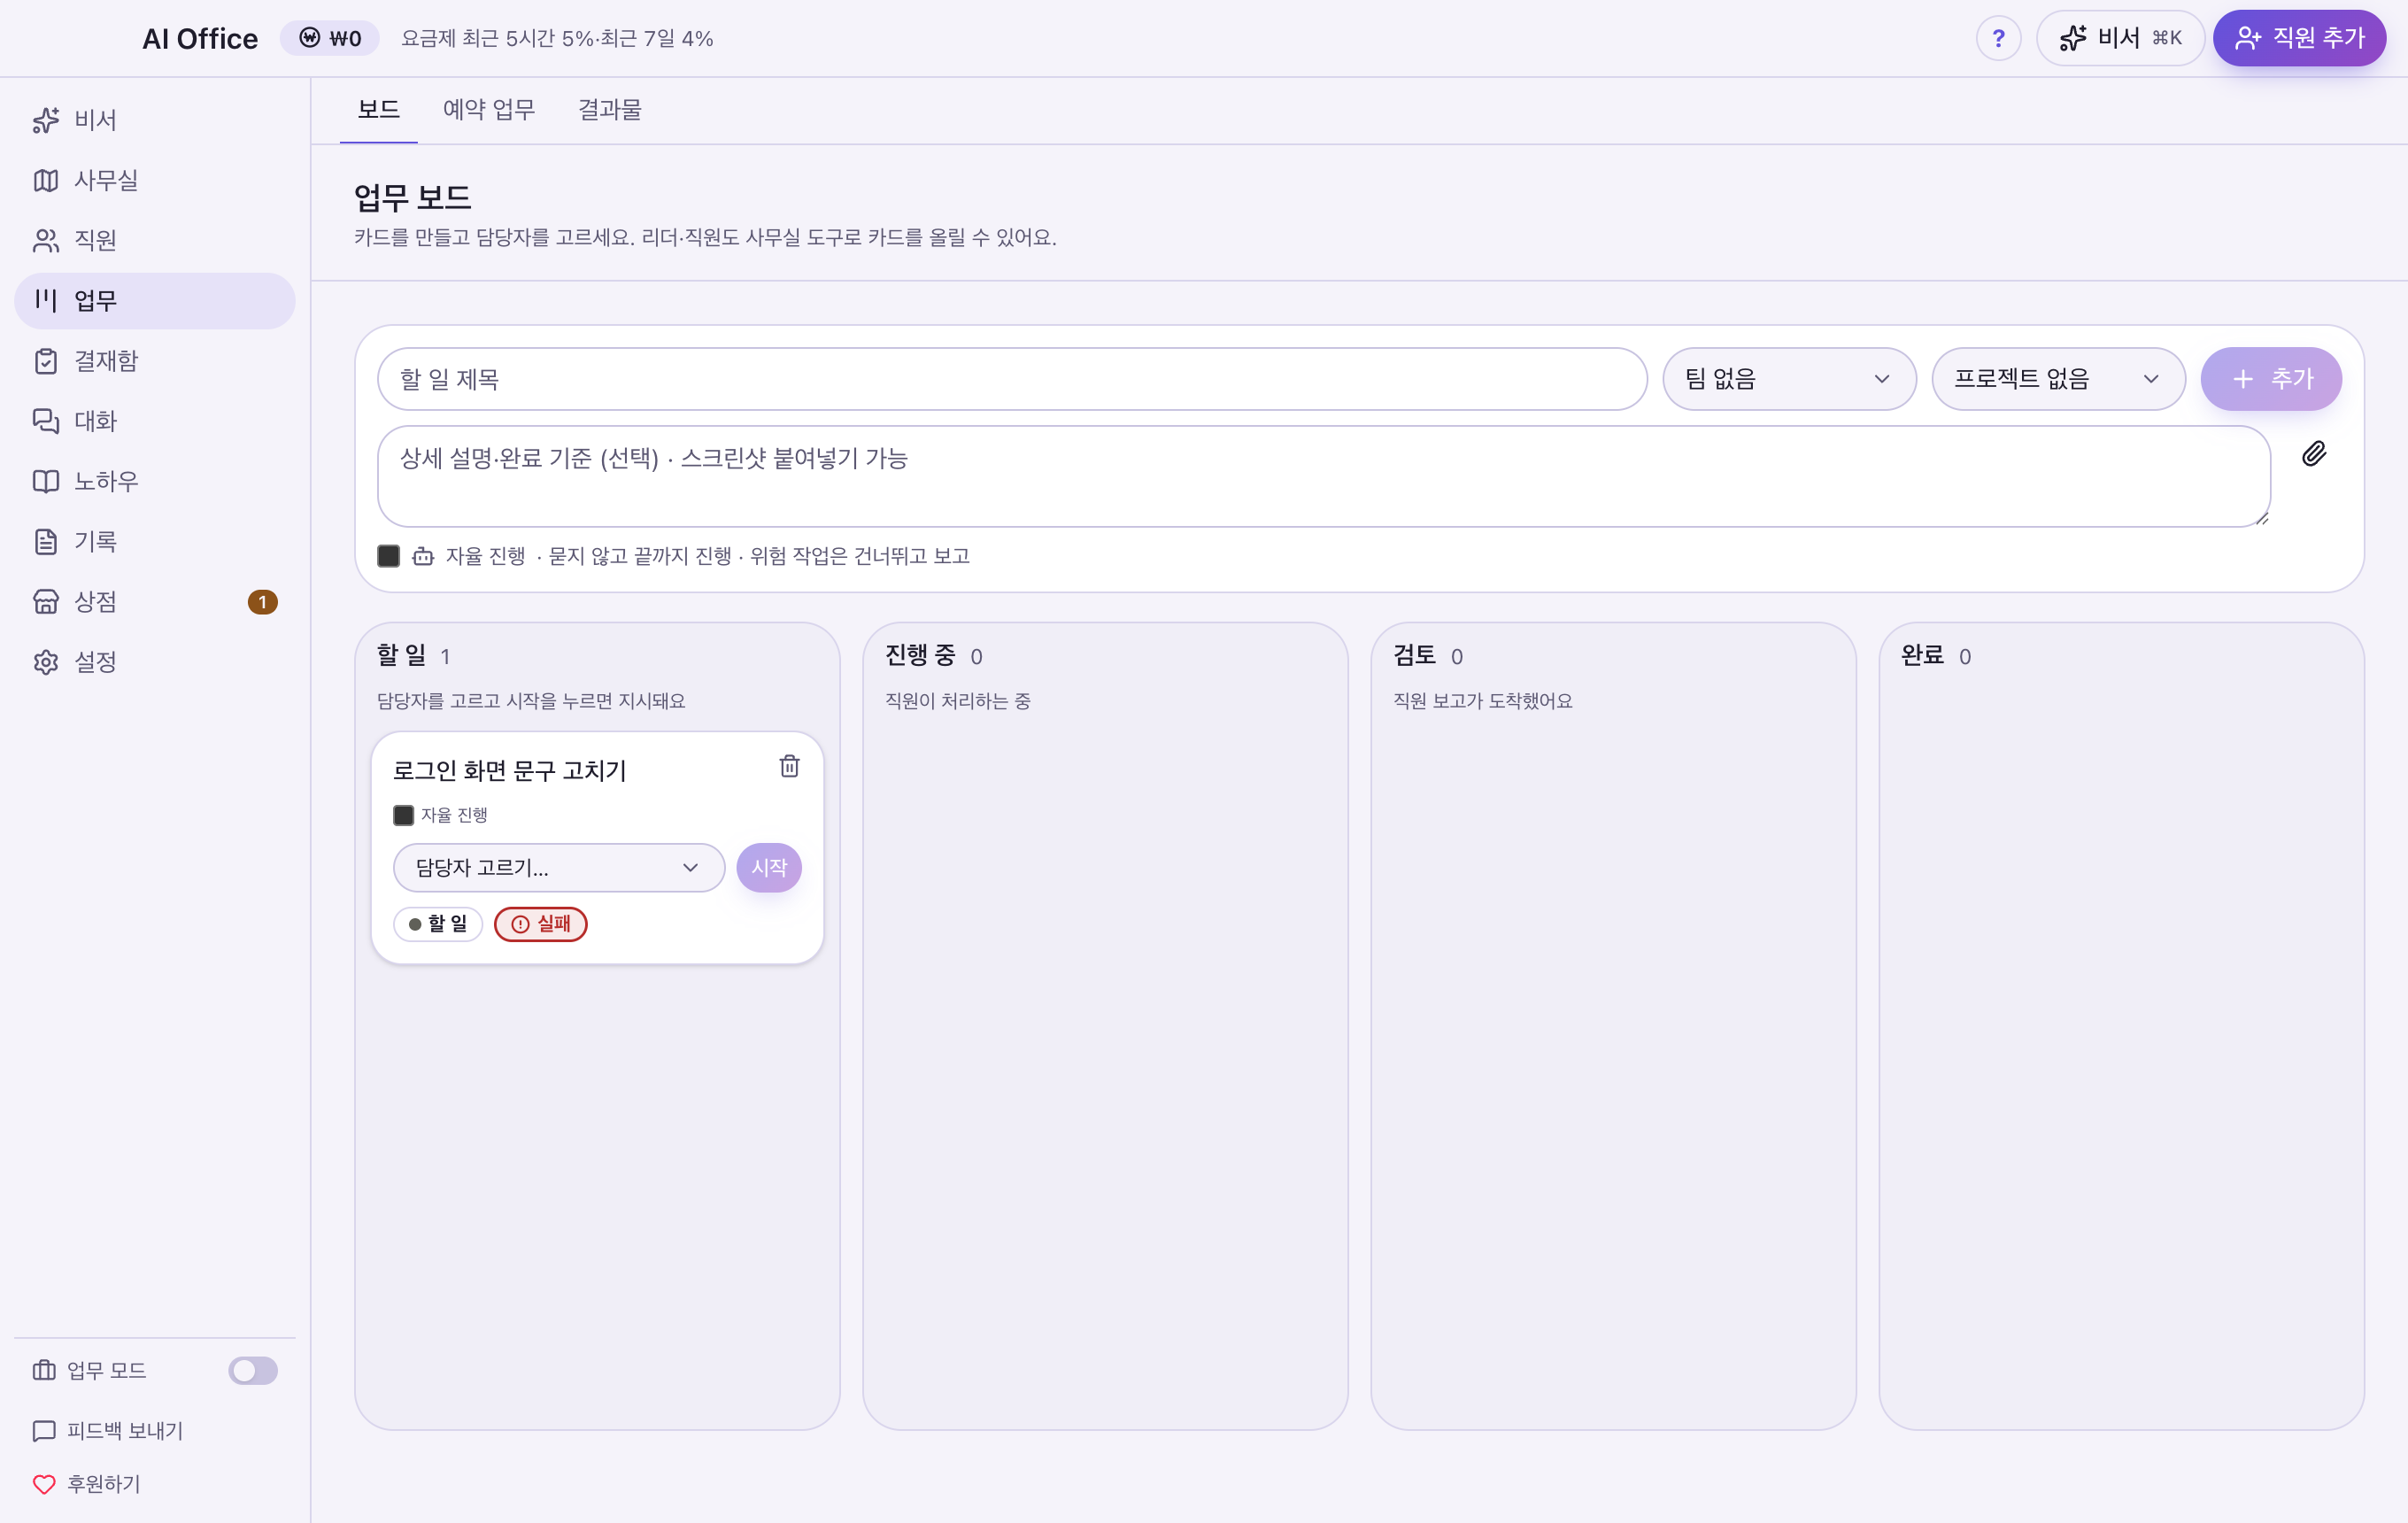 AI Office
₩0
요금제 최근 5시간 5%·최근 7일 4%
?
비서 ⌘K
직원 추가
비서
사무실
직원
업무
결재함
대화
노하우
기록
상점 1
설정
업무 모드
피드백 보내기
후원하기
보드
예약 업무
결과물
업무 보드
카드를 만들고 담당자를 고르세요. 리더·직원도 사무실 도구로 카드를 올릴 수 있어요.
할 일 제목
팀 없음
프로젝트 없음
+ 추가
상세 설명·완료 기준 (선택) · 스크린샷 붙여넣기 가능
자율 진행 · 묻지 않고 끝까지 진행 · 위험 작업은 건너뛰고 보고
할 일 1
담당자를 고르고 시작을 누르면 지시돼요
로그인 화면 문구 고치기
자율 진행
담당자 고르기...
시작
할 일
실패
진행 중 0
직원이 처리하는 중
검토 0
직원 보고가 도착했어요
완료 0